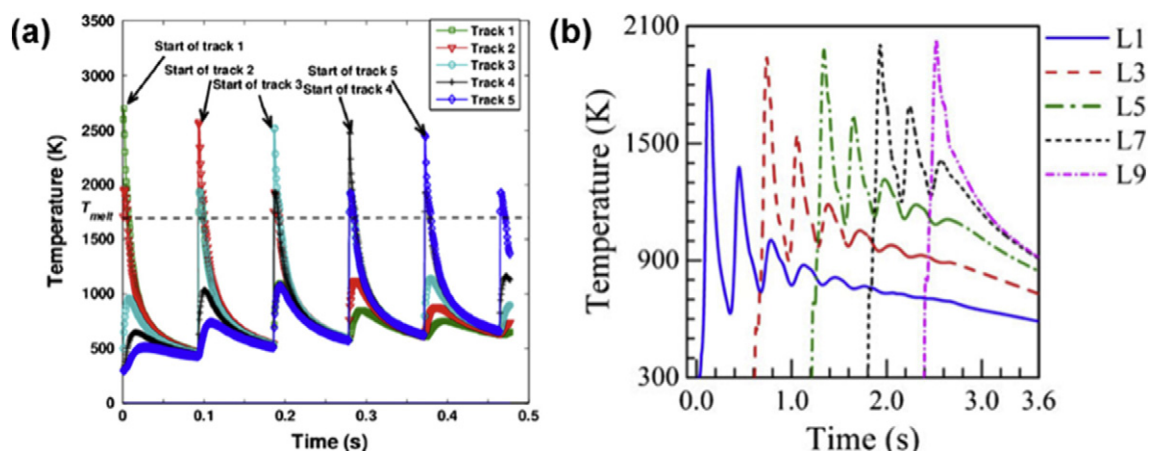 (a)
3500
3000
2500
2000
T melt
1500
1000
500
0
Temperature (K)
0 0.1 0.2 0.3 0.4 0.5
Time (s)
Start of track 1
Start of track 2
Start of track 3
Start of track 5
Start of track 4
Track 1
Track 2
Track 3
Track 4
Track 5
(b)
2100
1500
900
300
Temperature (K)
0.0 1.0 2.0 3.0 3.6
Time (s)
L1
L3
L5
L7
L9